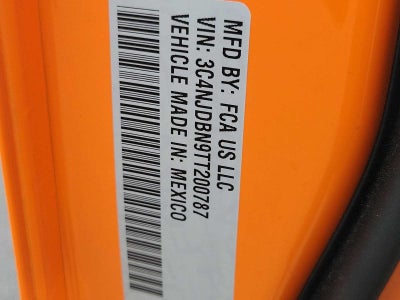 MFD BY: FCA US LLC
VIN: 3C4NJDBN9TT200787
VEHICLE MADE IN: MEXICO